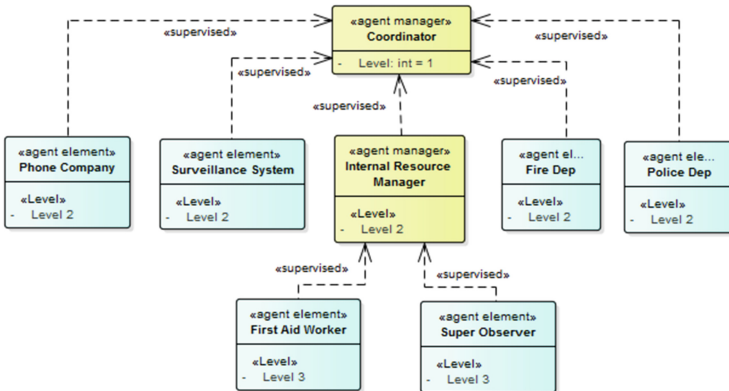 «agent manager»
Coordinator
- Level: int = 1
«supervised»
«supervised»
«supervised»
«supervised»
«supervised»
«agent element»
Phone Company
«Level»
- Level 2
«agent element»
Surveillance System
«Level»
- Level 2
«agent manager»
Internal Resource
Manager
«Level»
- Level 2
«agent el...
Fire Dep
«Level»
- Level 2
«agent ele...
Police Dep
«Level»
- Level 2
«supervised»
«supervised»
«agent element»
First Aid Worker
«Level»
- Level 3
«agent element»
Super Observer
«Level»
- Level 3